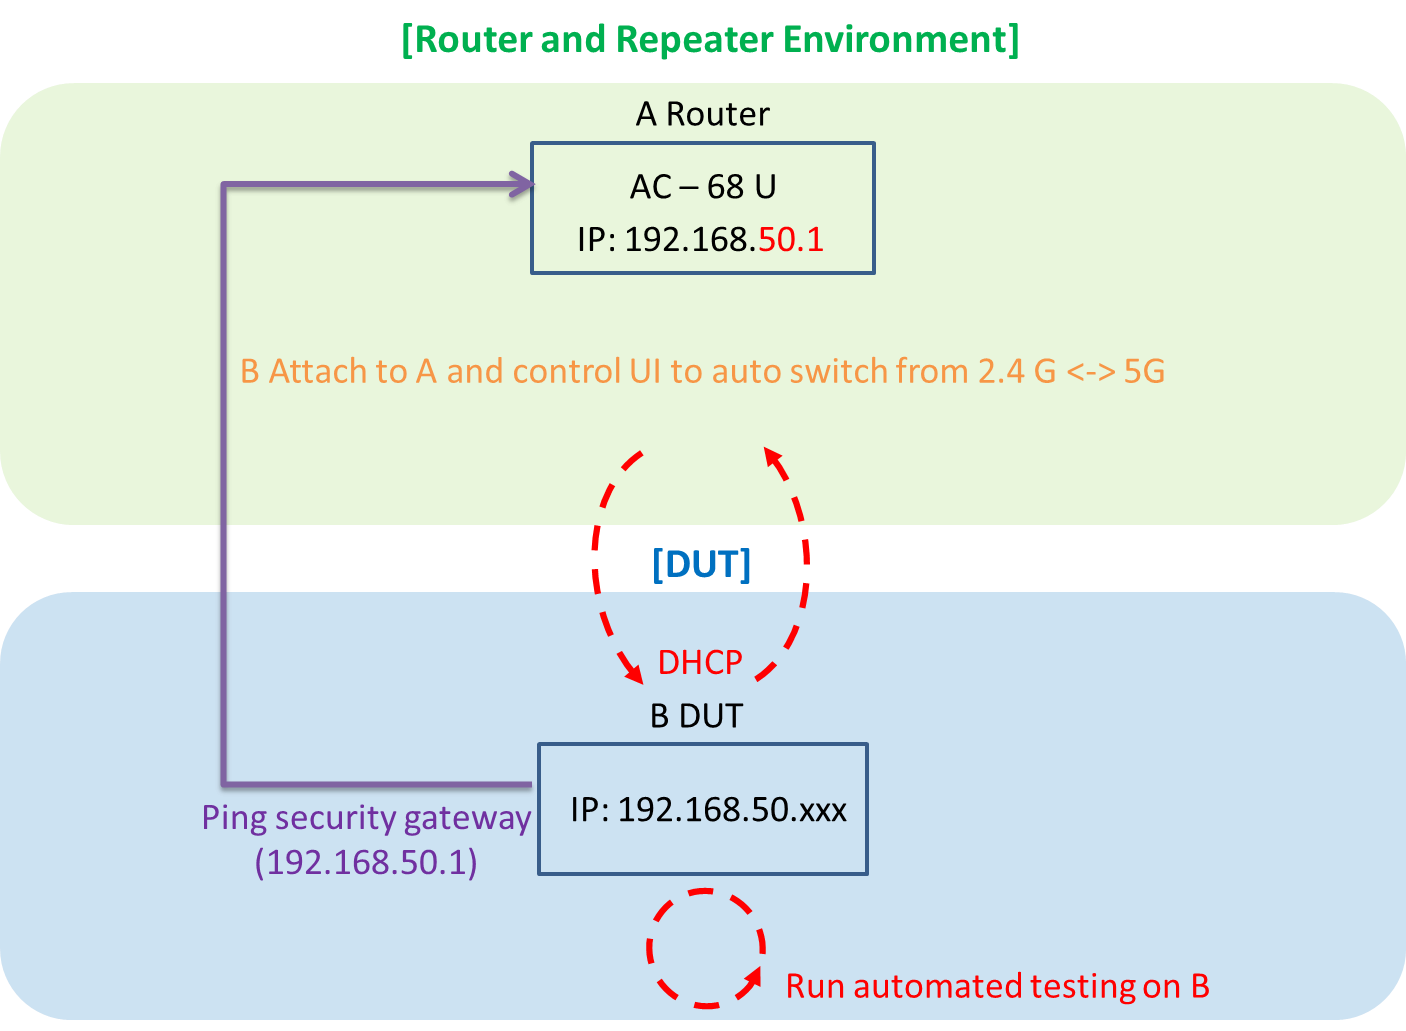 [Router and Repeater Environment]
A Router
AC – 68 U
IP: 192.168.50.1
B Attach to A and control UI to auto switch from 2.4 G <-> 5G
[DUT]
DHCP
B DUT
IP: 192.168.50.xxx
Ping security gateway
(192.168.50.1)
Run automated testing on B